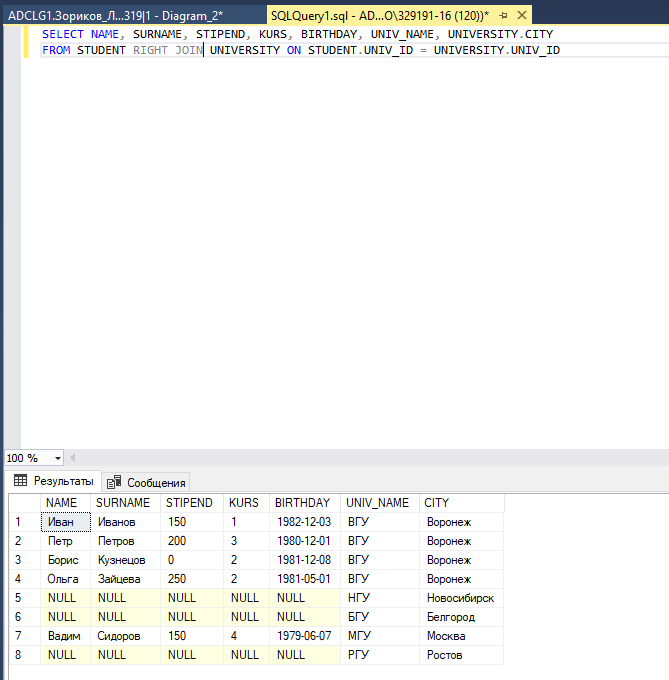 ADCLG1.Зориков_Л...319|1 - Diagram_2* SQLQuery1.sql - AD...O\329191-16 (120))*
SELECT NAME, SURNAME, STIPEND, KURS, BIRTHDAY, UNIV_NAME, UNIVERSITY.CITY
FROM STUDENT RIGHT JOIN UNIVERSITY ON STUDENT.UNIV_ID = UNIVERSITY.UNIV_ID
100 %
Результаты Сообщения
NAME SURNAME STIPEND KURS BIRTHDAY UNIV_NAME CITY
1 Иван Иванов 150 1 1982-12-03 ВГУ Воронеж
2 Петр Петров 200 3 1980-12-01 ВГУ Воронеж
3 Борис Кузнецов 0 2 1981-12-08 ВГУ Воронеж
4 Ольга Зайцева 250 2 1981-05-01 ВГУ Воронеж
5 NULL NULL NULL NULL NULL НГУ Новосибирск
6 NULL NULL NULL NULL NULL БГУ Белгород
7 Вадим Сидоров 150 4 1979-06-07 МГУ Москва
8 NULL NULL NULL NULL NULL РГУ Ростов